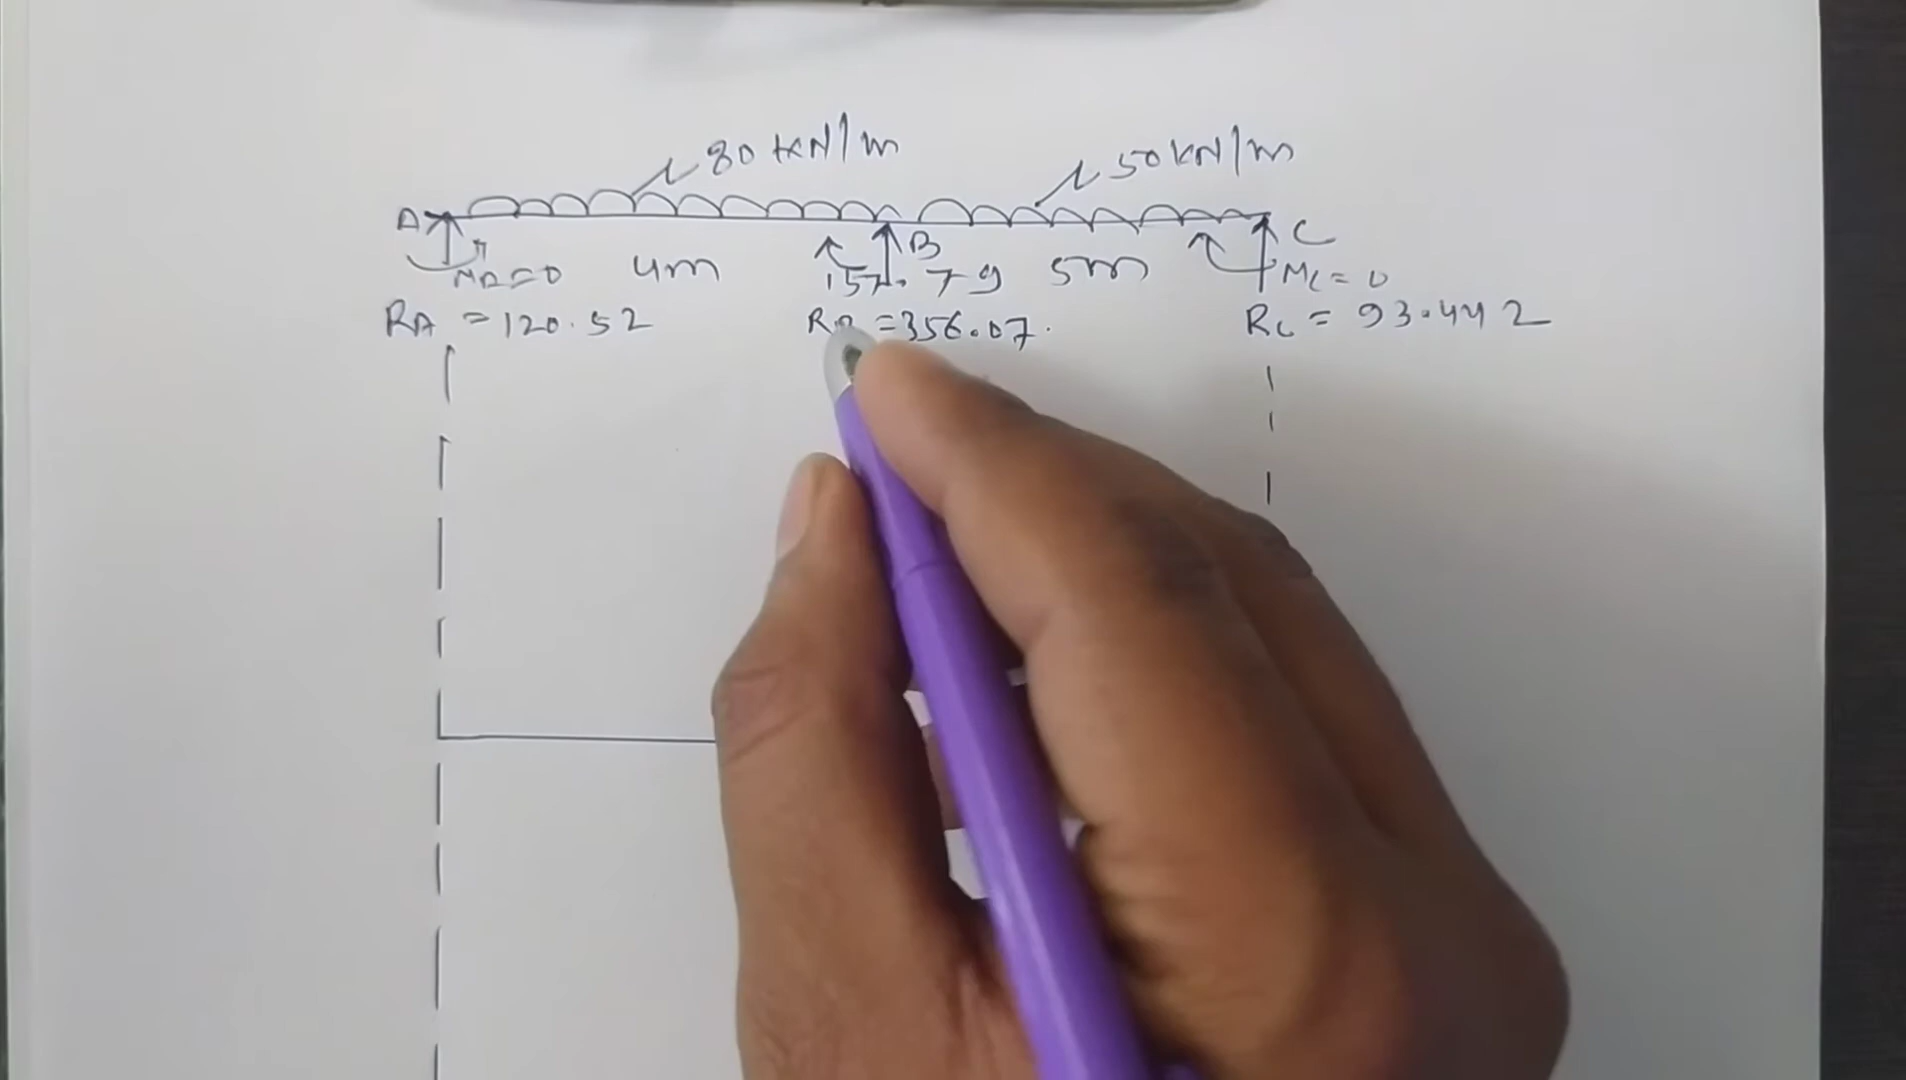 80 kN/m 50 kN/m
A B C
MA=0 4m 157.79 5m MC=0
RA = 120.52 RB =356.07. RC = 93.442